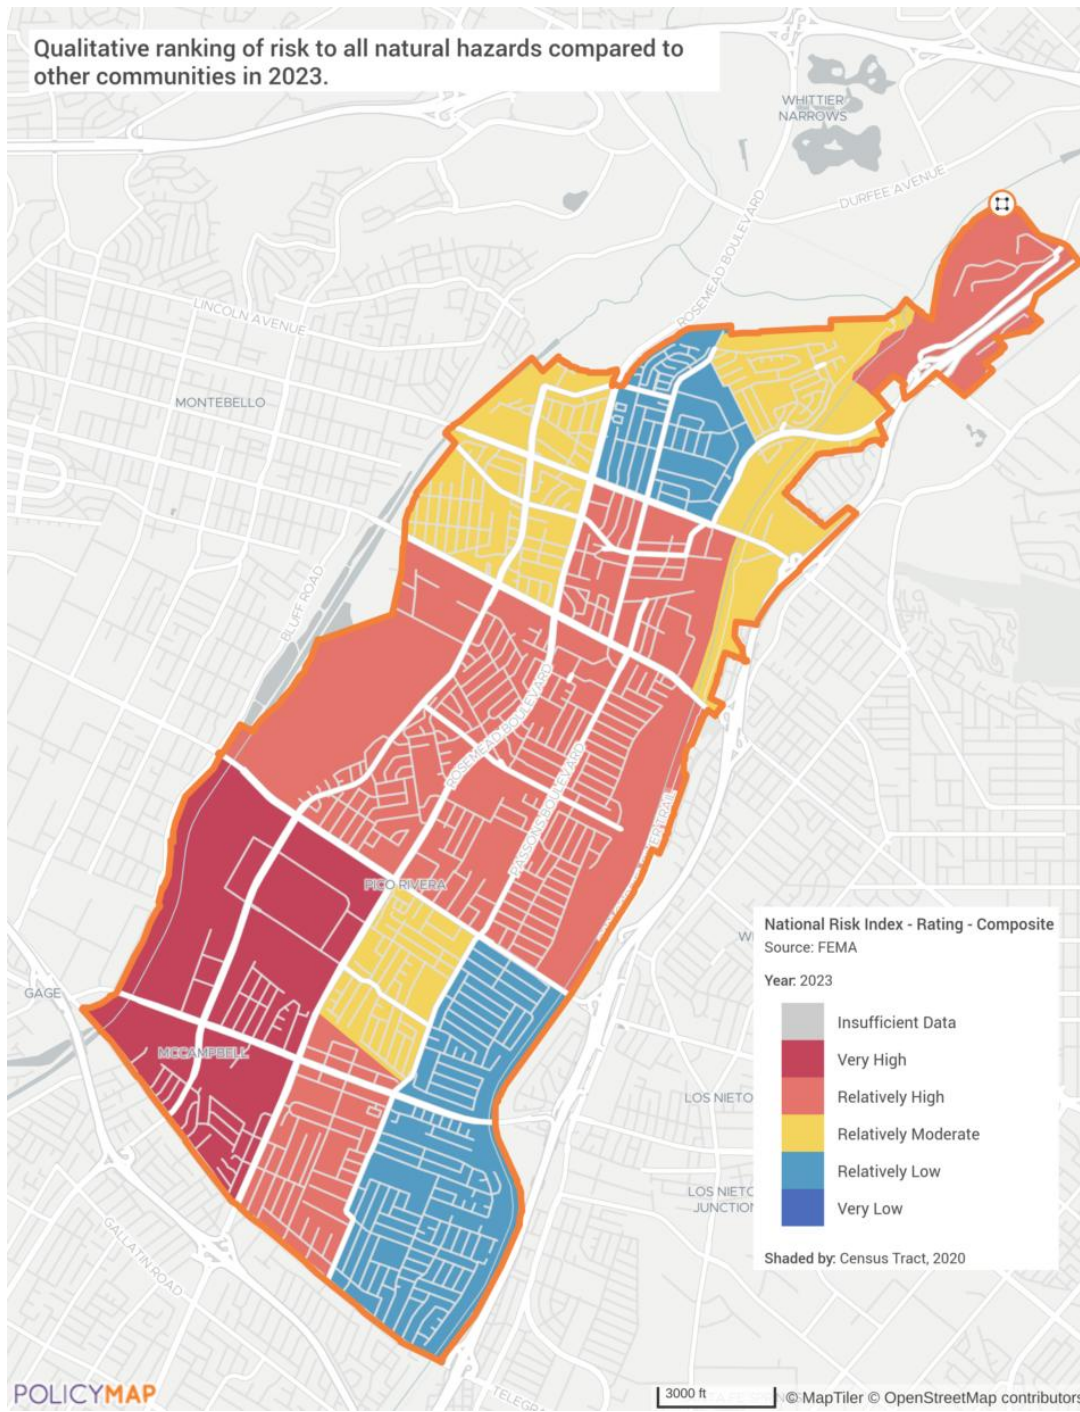 Qualitative ranking of risk to all natural hazards compared to
other communities in 2023.
WHITTIER
NARROWS
DURFEE AVENUE
ROSEMEAD BOULEVARD
LINCOLN AVENUE
MONTEBELLO
BLUFF ROAD
ROSEMEAD BOULEVARD
PASSONS BOULEVARD
ER TRAIL
PICO RIVERA
GAGE
MCCAMPBELL
LOS NIETO
LOS NIETO
JUNCTION
GALLATIN ROAD
TELEGR
National Risk Index - Rating - Composite
Source: FEMA
Year: 2023
Insufficient Data
Very High
Relatively High
Relatively Moderate
Relatively Low
Very Low
Shaded by: Census Tract, 2020
POLICYMAP
3000 ft
© MapTiler © OpenStreetMap contributors